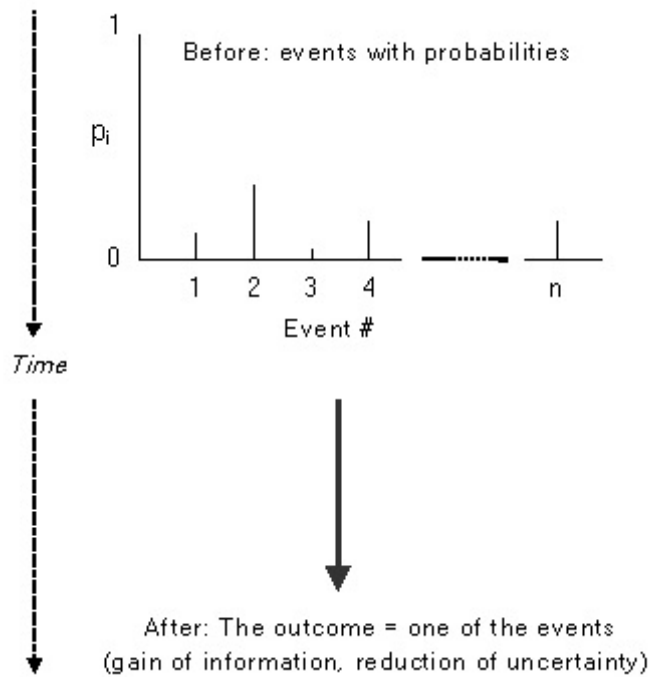 1
Before: events with probabilities
pi
0
1 2 3 4 n
Event #
Time
After: The outcome = one of the events
(gain of information, reduction of uncertainty)